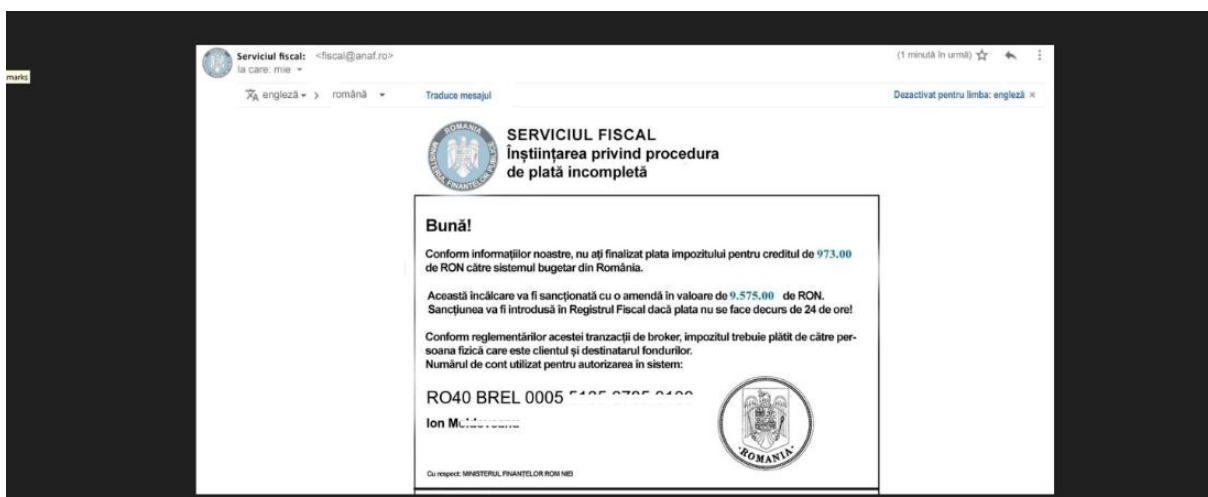 marks
Serviciul fiscal: <fiscal@anaf.ro>
(1 minută în urmă)
la care: mie
engleză > română Traduce mesajul
Dezactivat pentru limba: engleză ×
ROMANIA
MINISTERUL FINANȚELOR PUBLICE
SERVICIUL FISCAL
Înștiințarea privind procedura
de plată incompletă
Bună!
Conform informațiilor noastre, nu ați finalizat plata impozitului pentru creditul de 973.00
de RON către sistemul bugetar din România.
Această încălcare va fi sancționată cu o amendă în valoare de 9.575.00 de RON.
Sancțiunea va fi introdusă în Registrul Fiscal dacă plata nu se face decurs de 24 de ore!
Conform reglementărilor acestei tranzacții de broker, impozitul trebuie plătit de către per-
soana fizică care este clientul și destinatarul fondurilor.
Numărul de cont utilizat pentru autorizarea in sistem:
RO40 BREL 0005
Ion
ROMANIA
Cu respect: MINISTERUL FINANȚELOR ROM NIEI